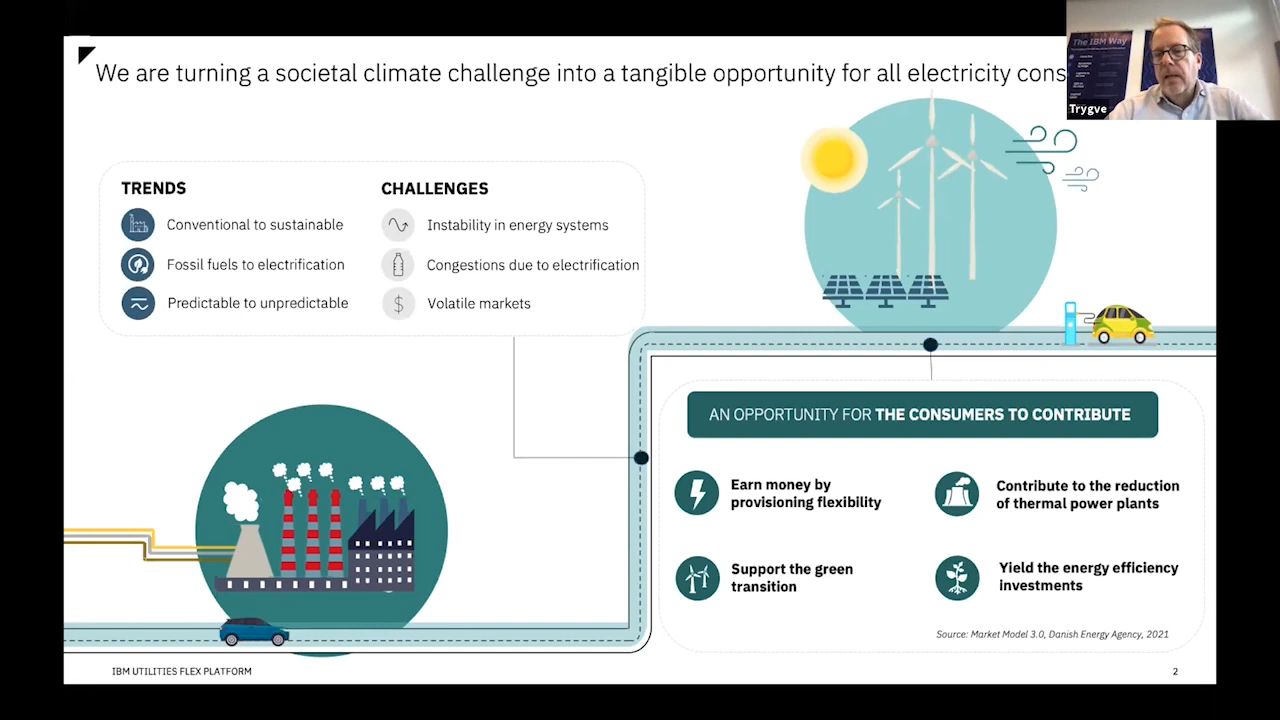 We are turning a societal climate challenge into a tangible opportunity for all electricity
The IBM Way
Trygve
TRENDS
Conventional to sustainable
Fossil fuels to electrification
Predictable to unpredictable
CHALLENGES
Instability in energy systems
Congestions due to electrification
$ Volatile markets
AN OPPORTUNITY FOR THE CONSUMERS TO CONTRIBUTE
Earn money by
provisioning flexibility
Contribute to the reduction
of thermal power plants
Support the green
transition
Yield the energy efficiency
investments
Source: Market Model 3.0, Danish Energy Agency, 2021
IBM UTILITIES FLEX PLATFORM
2